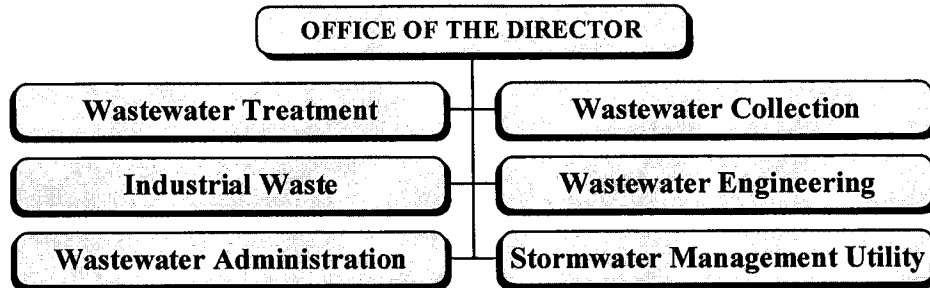 OFFICE OF THE DIRECTOR
Wastewater Treatment
Wastewater Collection
Industrial Waste
Wastewater Engineering
Wastewater Administration
Stormwater Management Utility